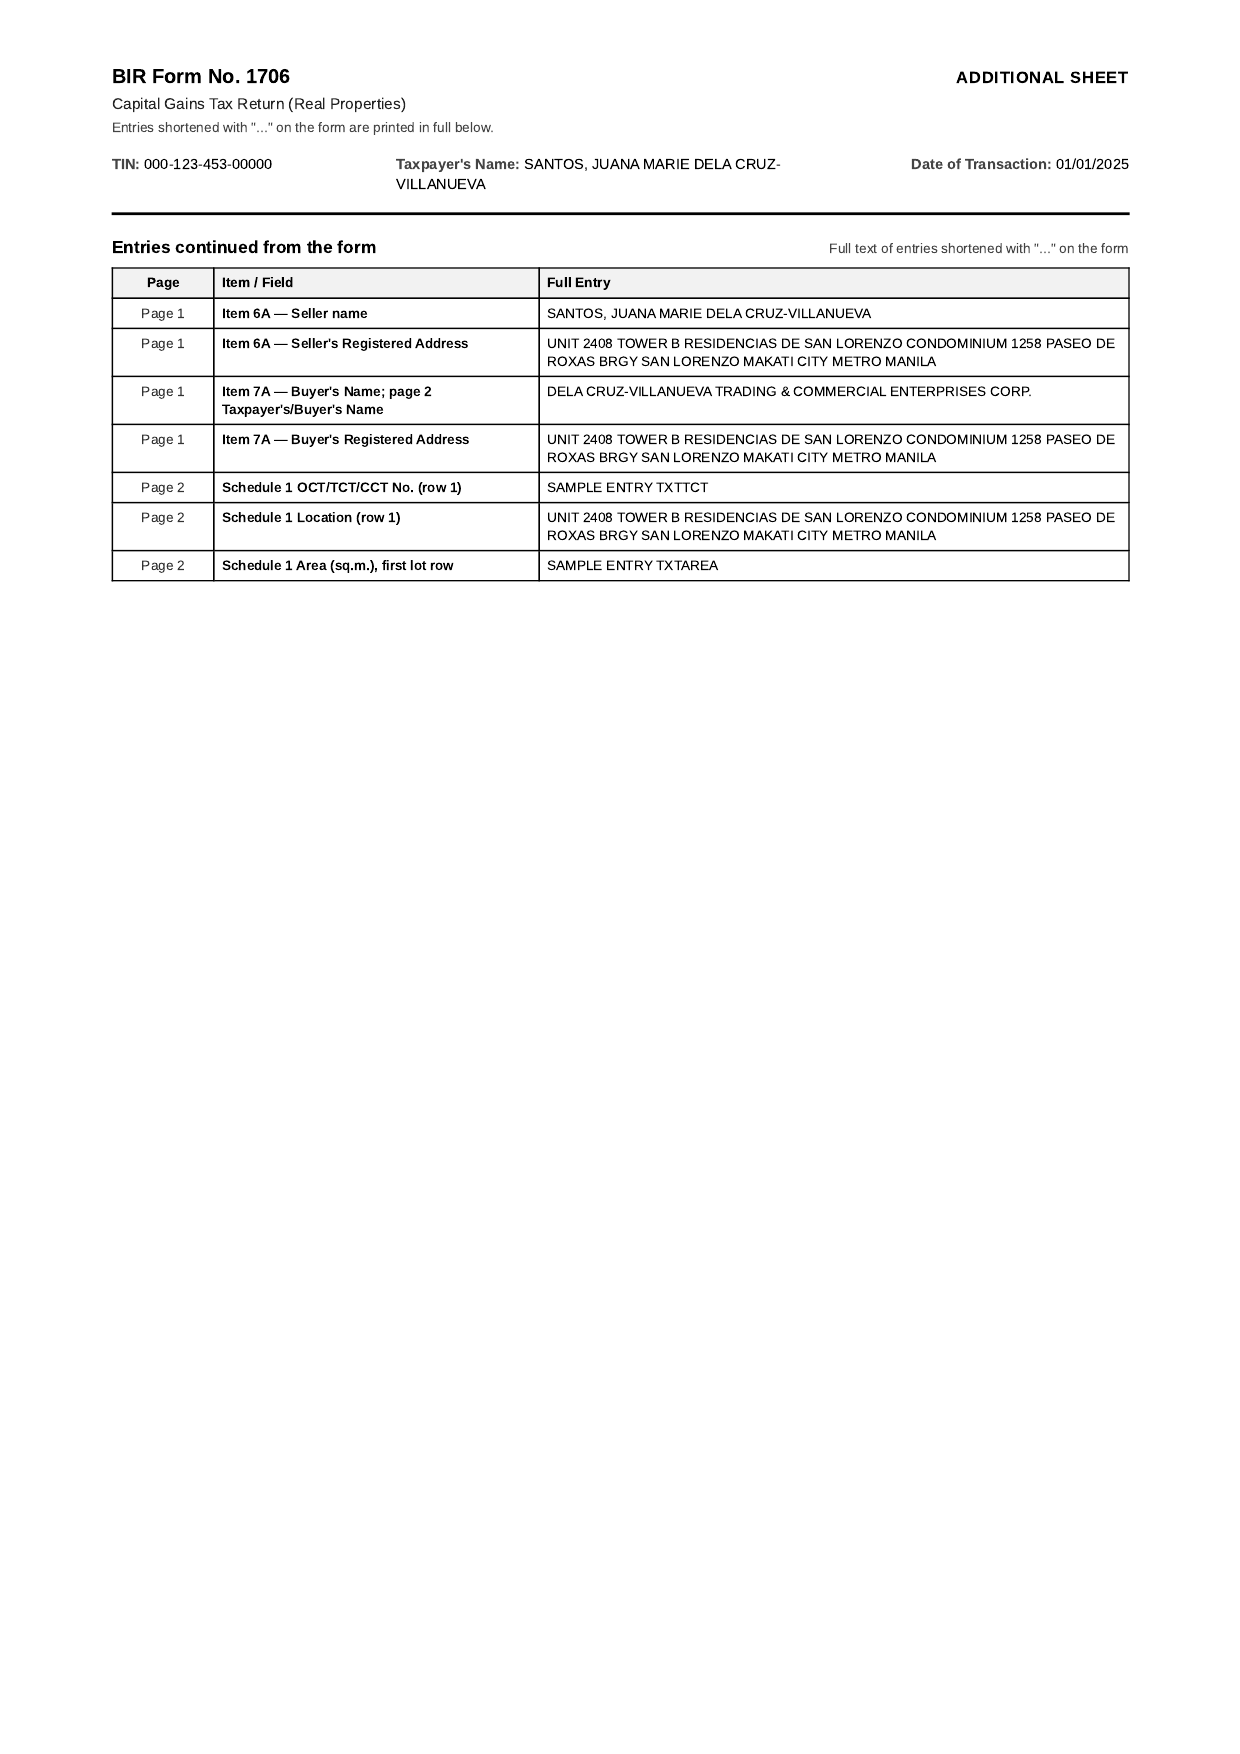 BIR Form No. 1706
ADDITIONAL SHEET
Capital Gains Tax Return (Real Properties)
Entries shortened with "..." on the form are printed in full below.
TIN: 000-123-453-00000
Taxpayer's Name: SANTOS, JUANA MARIE DELA CRUZ-
VILLANUEVA
Date of Transaction: 01/01/2025
Entries continued from the form
Full text of entries shortened with "..." on the form
Page
Item / Field
Full Entry
Page 1
Item 6A — Seller name
SANTOS, JUANA MARIE DELA CRUZ-VILLANUEVA
Page 1
Item 6A — Seller's Registered Address
UNIT 2408 TOWER B RESIDENCIAS DE SAN LORENZO CONDOMINIUM 1258 PASEO DE
ROXAS BRGY SAN LORENZO MAKATI CITY METRO MANILA
Page 1
Item 7A — Buyer's Name; page 2
Taxpayer's/Buyer's Name
DELA CRUZ-VILLANUEVA TRADING & COMMERCIAL ENTERPRISES CORP.
Page 1
Item 7A — Buyer's Registered Address
UNIT 2408 TOWER B RESIDENCIAS DE SAN LORENZO CONDOMINIUM 1258 PASEO DE
ROXAS BRGY SAN LORENZO MAKATI CITY METRO MANILA
Page 2
Schedule 1 OCT/TCT/CCT No. (row 1)
SAMPLE ENTRY TXTTCT
Page 2
Schedule 1 Location (row 1)
UNIT 2408 TOWER B RESIDENCIAS DE SAN LORENZO CONDOMINIUM 1258 PASEO DE
ROXAS BRGY SAN LORENZO MAKATI CITY METRO MANILA
Page 2
Schedule 1 Area (sq.m.), first lot row
SAMPLE ENTRY TXTAREA